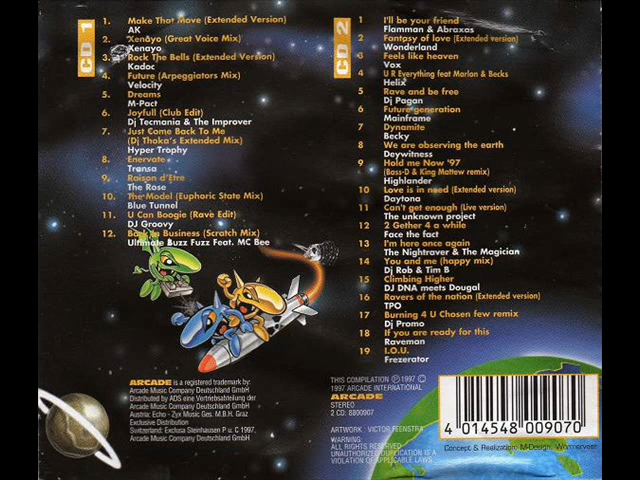 CD 1
1. Make That Move (Extended Version)
AK
2. Xenayo (Great Voice Mix)
Xenayo
3. Rock The Bells (Extended Version)
Kadoc
4. Future (Arpeggiators Mix)
Velocity
5. Dreams
M-Pact
6. Joyfull (Club Edit)
Dj Tecmania & The Improver
7. Just Come Back To Me
(Dj Thoka's Extended Mix)
Hyper Trophy
8. Enervate
Transa
9. Raison d'Etre
The Rose
10. The Model (Euphoric State Mix)
Blue Tunnel
11. U Can Boogie (Rave Edit)
DJ Groovy
12. Back In Business (Scratch Mix)
Ultimate Buzz Fuzz Feat. MC Bee
CD 2
1 I'll be your friend
Flamman & Abraxas
2 Fantasy of love (Extended version)
Wonderland
3 Feels like heaven
Vox
4 U R Everything feat Marlon & Becks
Helix
5 Rave and be free
Dj Pagan
6 Future generation
Mainframe
7 Dynamite
Becky
8 We are observing the earth
Deywitness
9 Hold me Now '97
(Bass-D & King Mattew remix)
Highlander
10 Love is in need (Extended version)
Daytona
11 Can't get enough (Live version)
The unknown project
12 2 Gether 4 a while
Face the fact
13 I'm here once again
The Nightraver & The Magician
14 You and me (happy mix)
Dj Rob & Tim B
15 Climbing Higher
DJ DNA meets Dougal
16 Ravers of the nation (Extended version)
TPO
17 Burning 4 U Chosen few remix
Dj Promo
18 If you are ready for this
Raveman
19 I.O.U.
Frezerator
ARCADE is a registered trademark by:
Arcade Music Company Deutschland GmbH
Distributed by ADS eine Vertriebsabteilung der
Arcade Music Company Deutschland GmbH
Austria: Echo - Zyx Music Ges. M.B.H. Graz
Exclusive Distribution
Switzerland: Exclusa Steinhausen P u. C 1997,
Arcade Music Company Deutschland GmbH
THIS COMPILATION ℗ 1997 ©
1997 ARCADE INTERNATIONAL
ARCADE
STEREO
2 CD: 8800907
ARTWORK : VICTOR FEENSTRA
WARNING:
ALL RIGHTS RESERVED
UNAUTHORIZED DUPLICATION IS A
VIOLATION OF APPLICABLE LAWS
4 014548 009070
Concept & Realization: M-Dough, Wormerveer